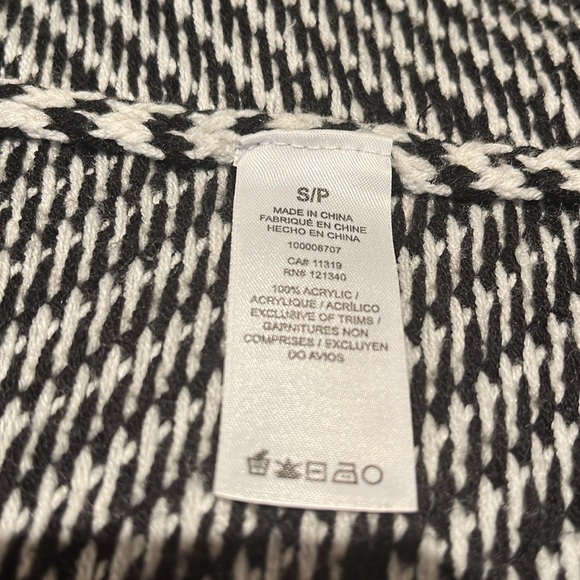 S/P
MADE IN CHINA
FABRIQUÉ EN CHINE
HECHO EN CHINA
100008707
CA# 11319
RN# 121340
100% ACRYLIC /
ACRYLIQUE / ACRÍLICO
EXCLUSIVE OF TRIMS /
GARNITURES NON
COMPRISES / EXCLUYEN
DO AVIOS